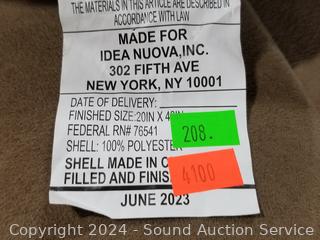 THE MATERIALS IN THIS ARTICLE ARE DESCRIBED IN
ACCORDANCE WITH LAW
MADE FOR
IDEA NUOVA,INC.
302 FIFTH AVE
NEW YORK, NY 10001
DATE OF DELIVERY:
FINISHED SIZE:20IN X 48IN
FEDERAL RN# 76541
208.
SHELL: 100% POLYESTER
SHELL MADE IN C
4100
FILLED AND FINIS
JUNE 2023
Copyright 2024 - Sound Auction Service